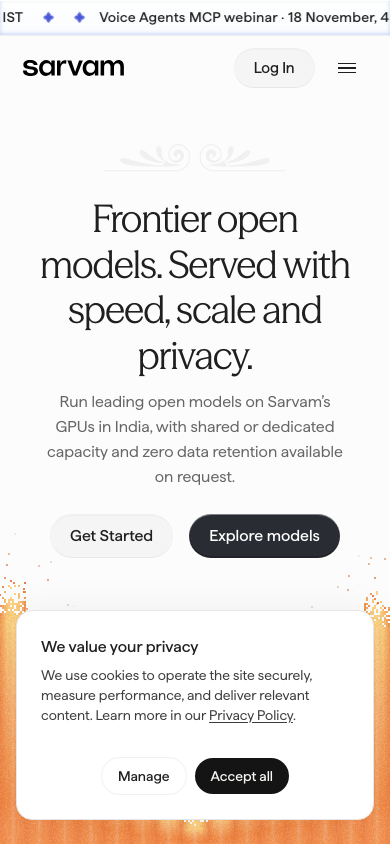 IST
Voice Agents MCP webinar · 18 November, 4
sarvam
Log In
Frontier open
models. Served with
speed, scale and
privacy.
Run leading open models on Sarvam's
GPUs in India, with shared or dedicated
capacity and zero data retention available
on request.
Get Started
Explore models
We value your privacy
We use cookies to operate the site securely,
measure performance, and deliver relevant
content. Learn more in our Privacy Policy.
Manage
Accept all